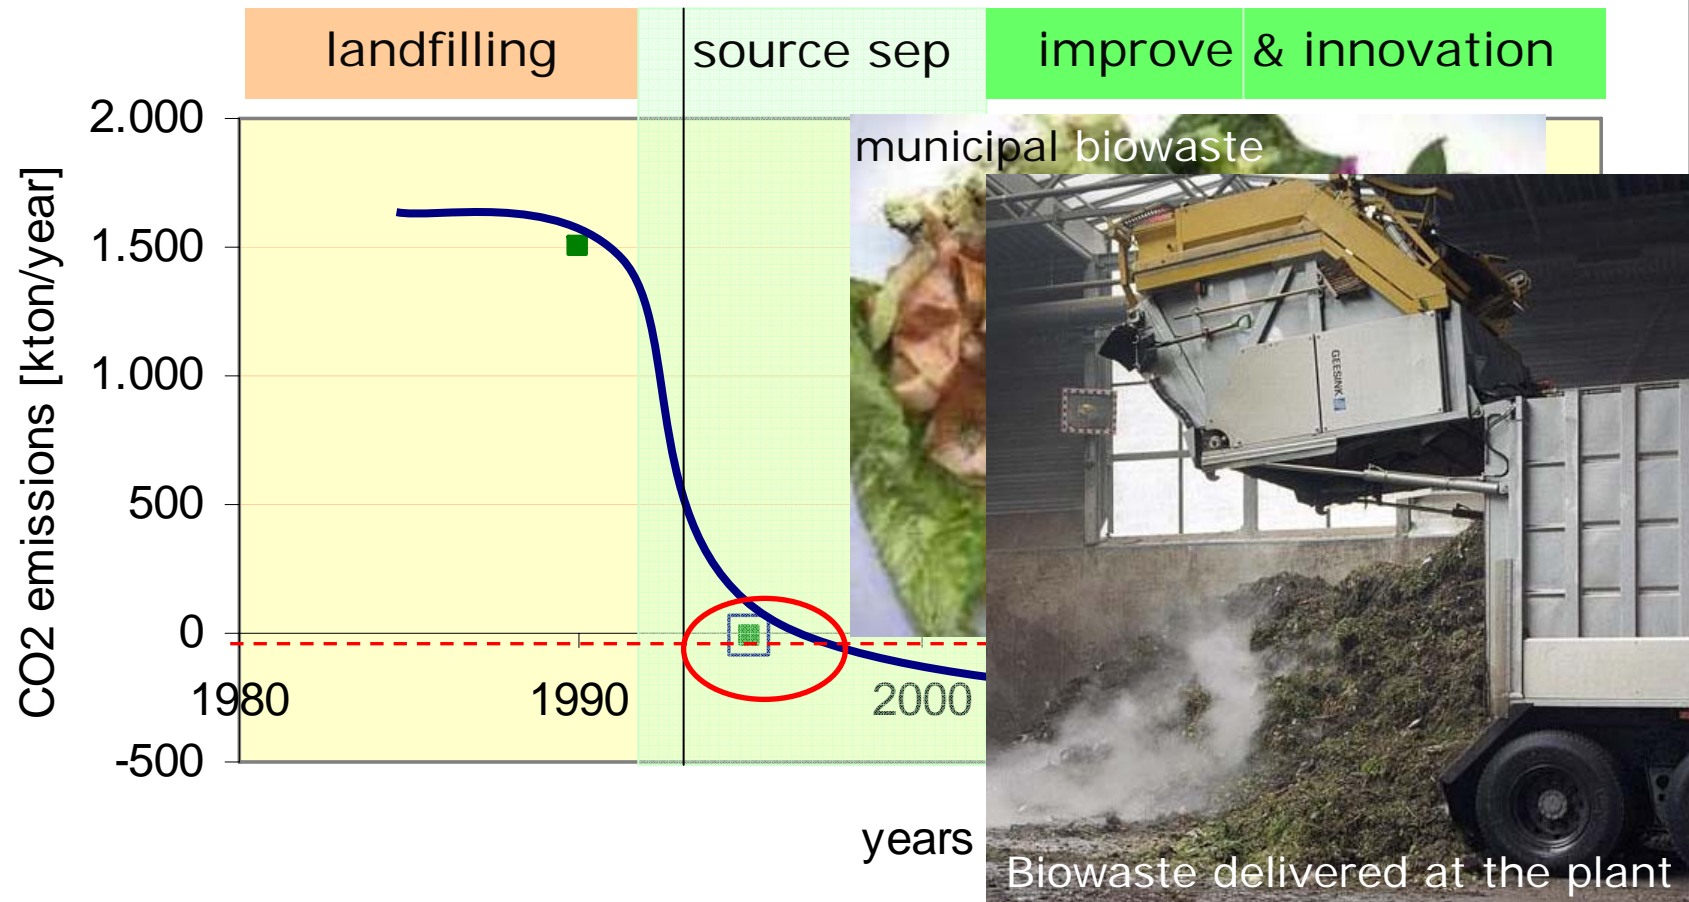 landfilling
source sep
improve & innovation
municipal biowaste
2.000
1.500
1.000
500
0
-500
CO2 emissions [kton/year]
1980
1990
2000
years
GEESINK
Biowaste delivered at the plant